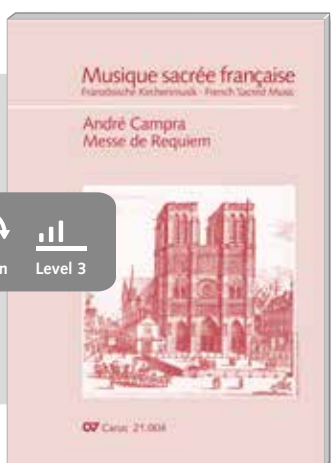 Musique sacrée française
Französische Kirchenmusik · French Sacred Music
André Campra
Messe de Requiem
n Level 3
Carus 21.004